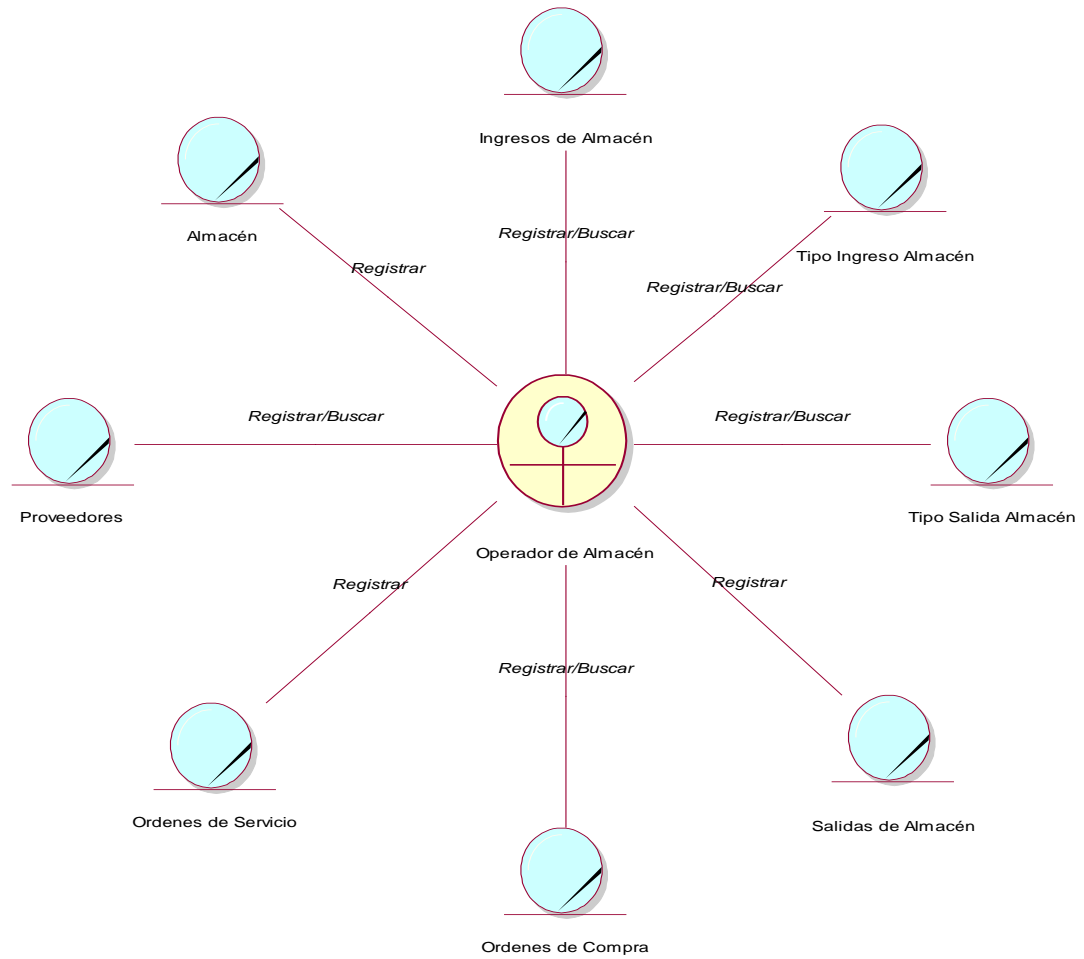 Ingresos de Almacén
Almacén
Registrar/Buscar
Tipo Ingreso Almacén
Registrar
Registrar/Buscar
Registrar/Buscar
Registrar/Buscar
Proveedores
Tipo Salida Almacén
Operador de Almacén
Registrar
Registrar
Registrar/Buscar
Ordenes de Servicio
Salidas de Almacén
Ordenes de Compra